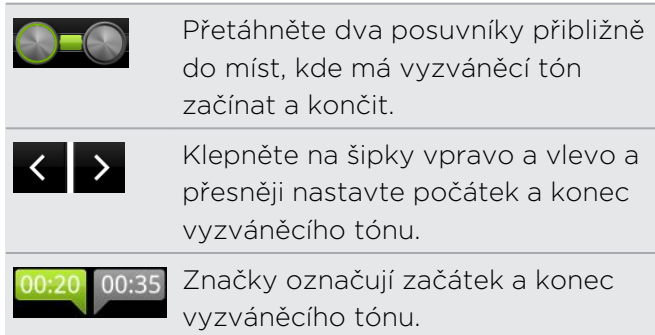 Přetáhněte dva posuvníky přibližně
do míst, kde má vyzváněcí tón
začínat a končit.
Klepněte na šipky vpravo a vlevo a
přesněji nastavte počátek a konec
vyzváněcího tónu.
00:20 00:35 Značky označují začátek a konec
vyzváněcího tónu.